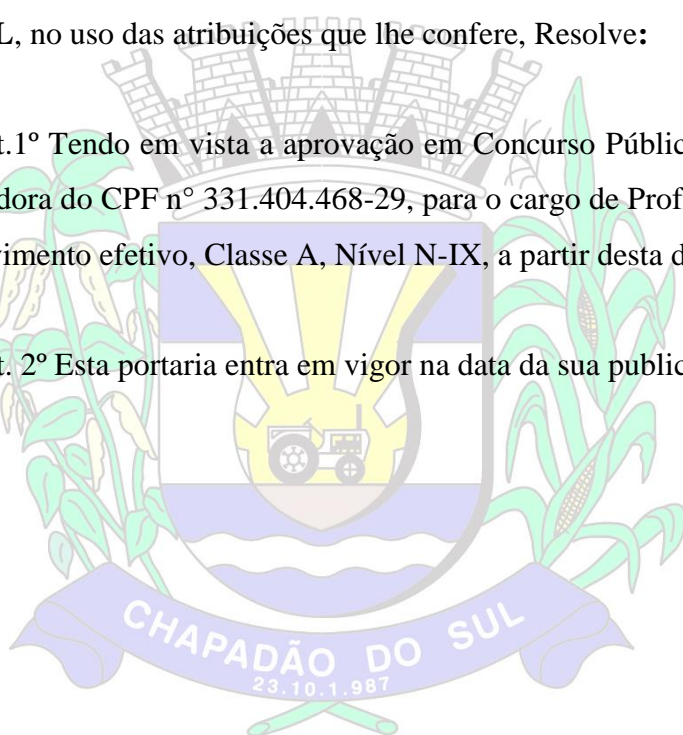 L, no uso das atribuições que lhe confere, Resolve:
t.1º Tendo em vista a aprovação em Concurso Públic
dora do CPF n° 331.404.468-29, para o cargo de Prof
vimento efetivo, Classe A, Nível N-IX, a partir desta d
t. 2º Esta portaria entra em vigor na data da sua public
CHAPADÃO DO SUL
23.10.1.987